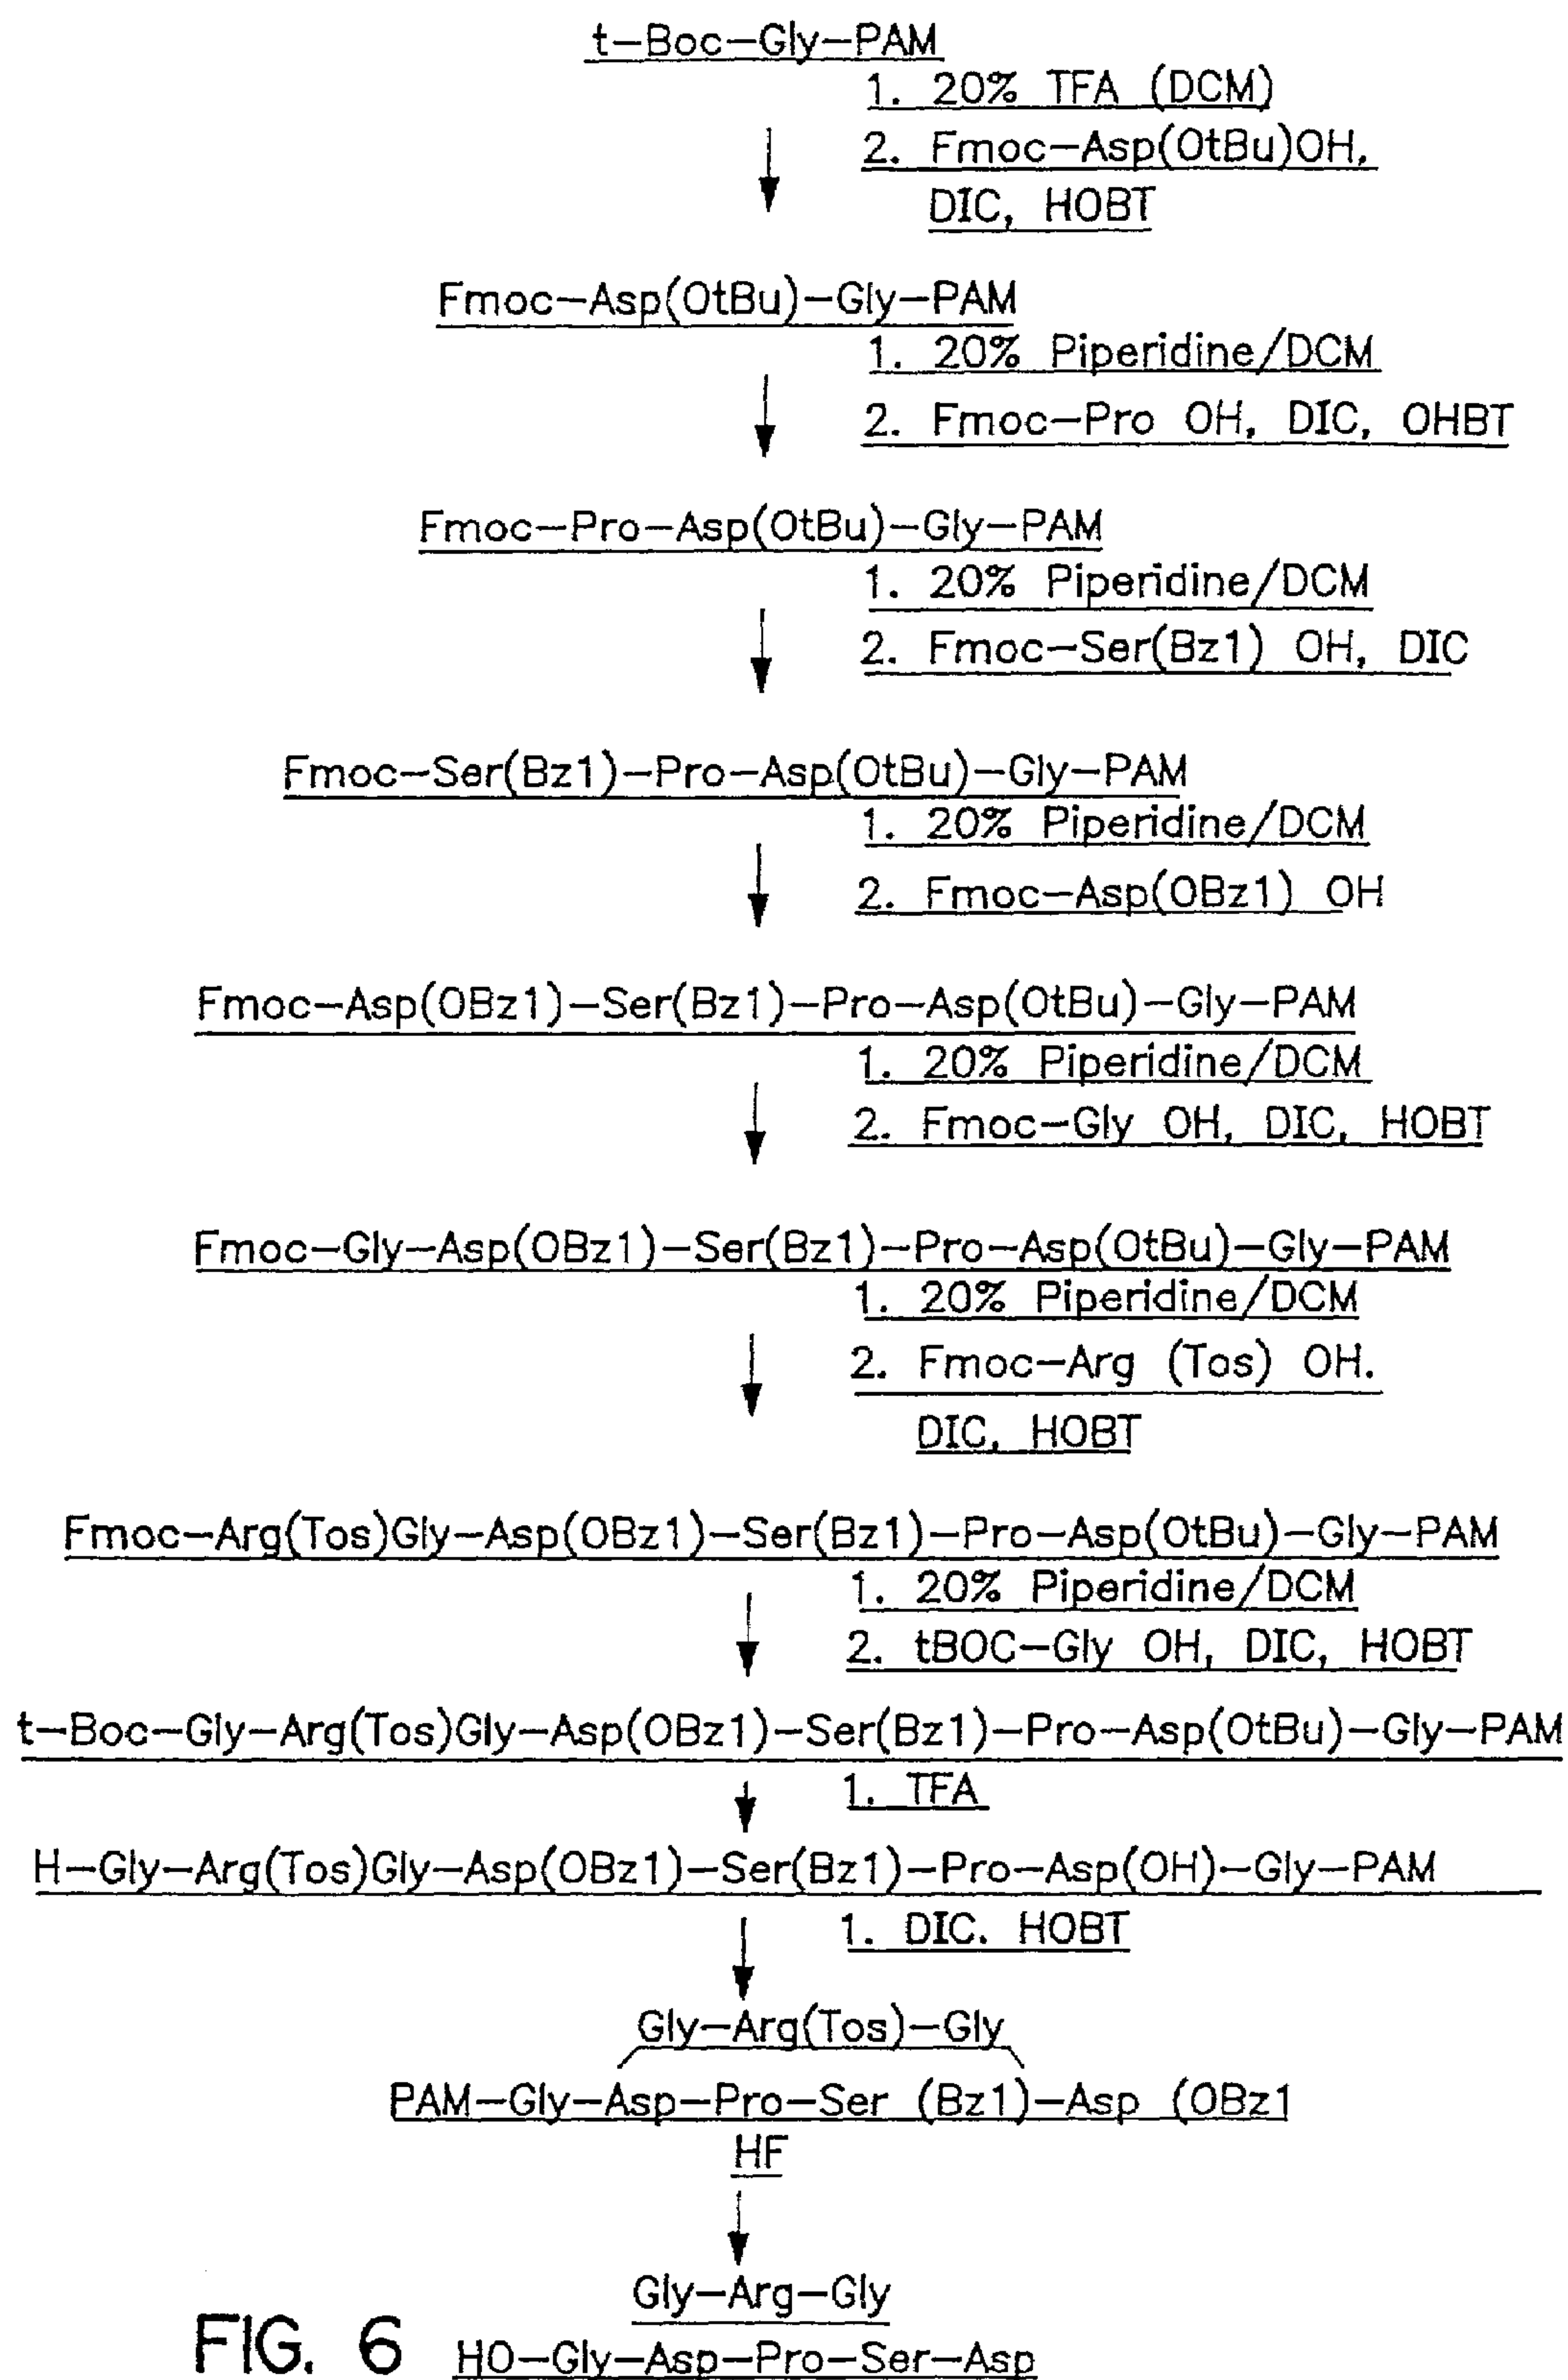 t-Boc-Gly-PAM
1. 20% TFA (DCM)
2. Fmoc-Asp(OtBu)OH,
DIC, HOBT
Fmoc-Asp(OtBu)-Gly-PAM
1. 20% Piperidine/DCM
2. Fmoc-Pro OH, DIC, OHBT
Fmoc-Pro-Asp(OtBu)-Gly-PAM
1. 20% Piperidine/DCM
2. Fmoc-Ser(Bz1) OH, DIC
Fmoc-Ser(Bz1)-Pro-Asp(OtBu)-Gly-PAM
1. 20% Piperidine/DCM
2. Fmoc-Asp(OBz1) OH
Fmoc-Asp(OBz1)-Ser(Bz1)-Pro-Asp(OtBu)-Gly-PAM
1. 20% Piperidine/DCM
2. Fmoc-Gly OH, DIC, HOBT
Fmoc-Gly-Asp(OBz1)-Ser(Bz1)-Pro-Asp(OtBu)-Gly-PAM
1. 20% Piperidine/DCM
2. Fmoc-Arg (Tos) OH.
DIC, HOBT
Fmoc-Arg(Tos)Gly-Asp(OBz1)-Ser(Bz1)-Pro-Asp(OtBu)-Gly-PAM
1. 20% Piperidine/DCM
2. tBOC-Gly OH, DIC, HOBT
t-Boc-Gly-Arg(Tos)Gly-Asp(OBz1)-Ser(Bz1)-Pro-Asp(OtBu)-Gly-PAM
1. TFA
H-Gly-Arg(Tos)Gly-Asp(OBz1)-Ser(Bz1)-Pro-Asp(OH)-Gly-PAM
1. DIC. HOBT
Gly-Arg(Tos)-Gly
PAM-Gly-Asp-Pro-Ser (Bz1)-Asp (OBz1
HF
Gly-Arg-Gly
HO-Gly-Asp-Pro-Ser-Asp
FIG. 6